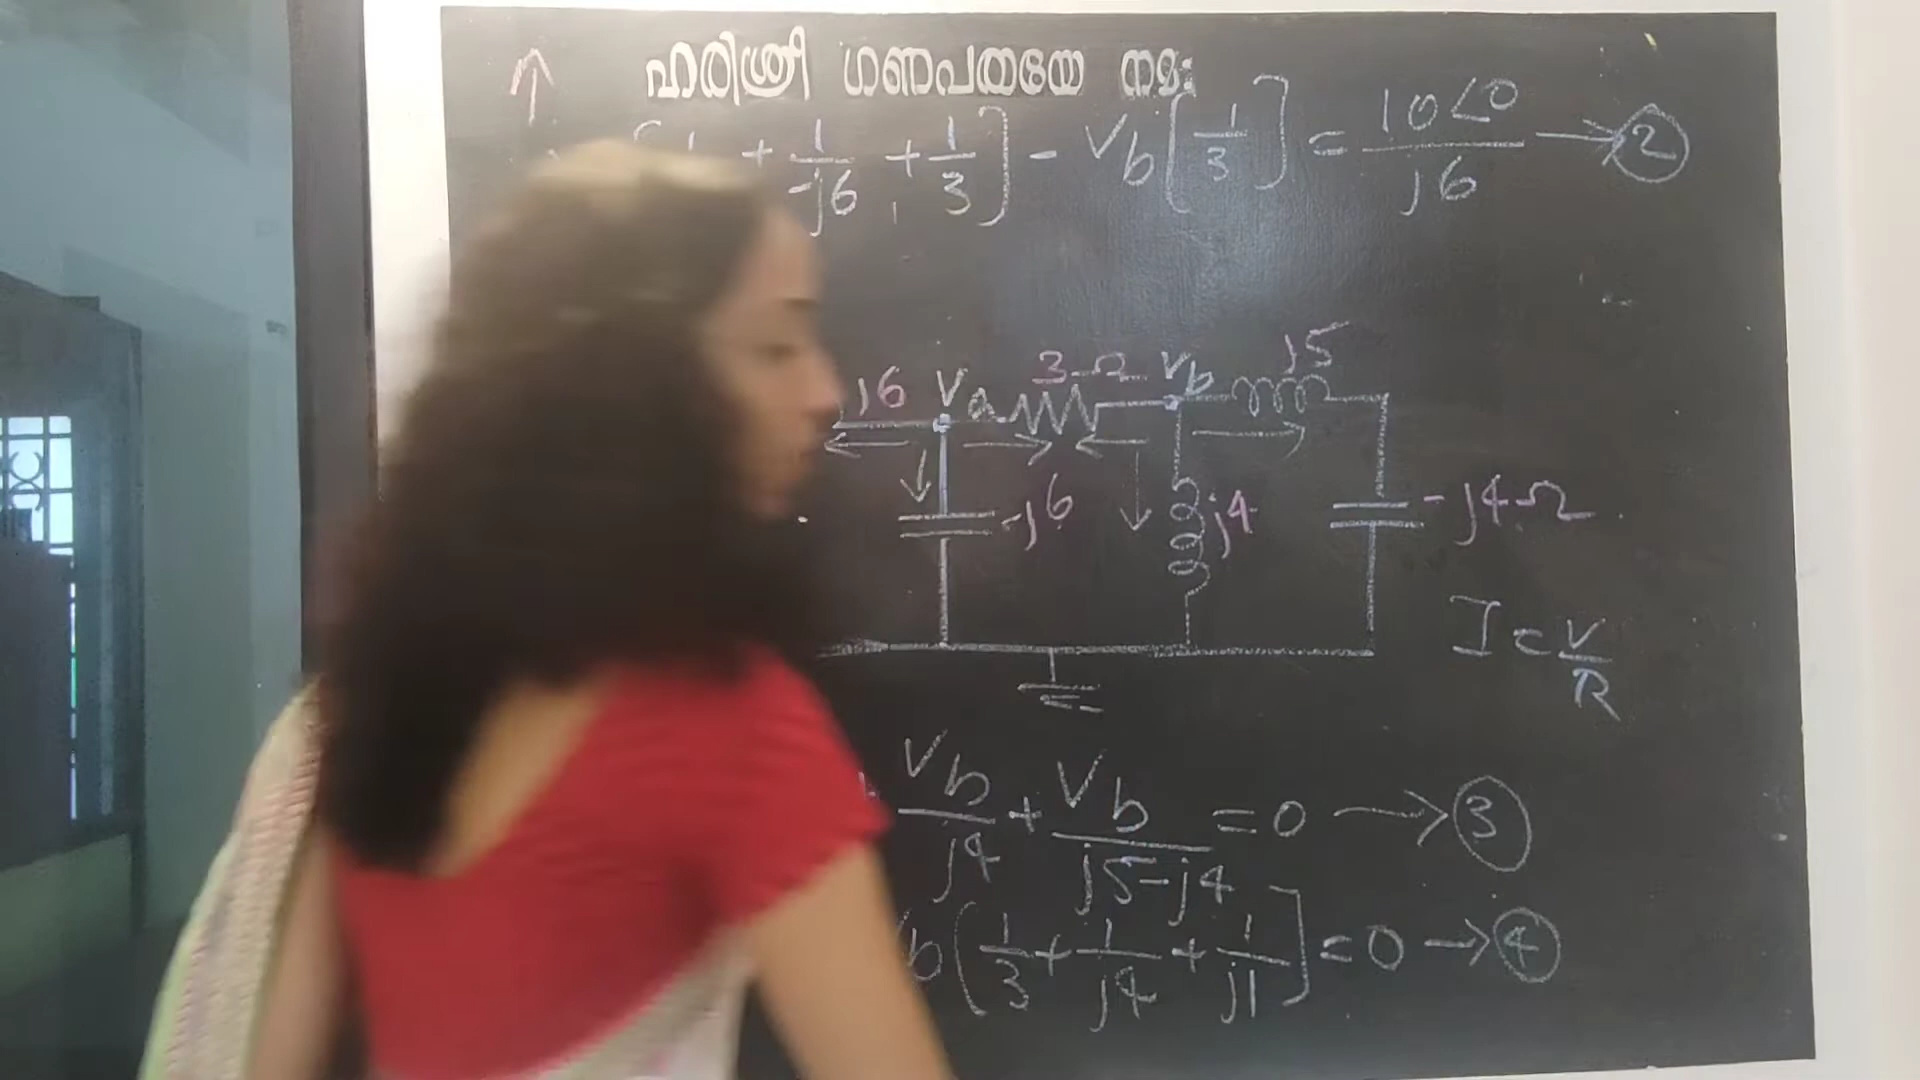 ഹരിശ്രീ ഗണപതയേ നമഃ
+ 1/-j6 + 1/3] - Vb[1/3] = 10∠0/j6 → 2
j6 Va 3Ω Vb j5
-j6 j4 -j4Ω
I = V/R
Vb/j4 + Vb/j5-j4 = 0 → 3
b[1/3 + 1/j4 + 1/j1] = 0 → 4